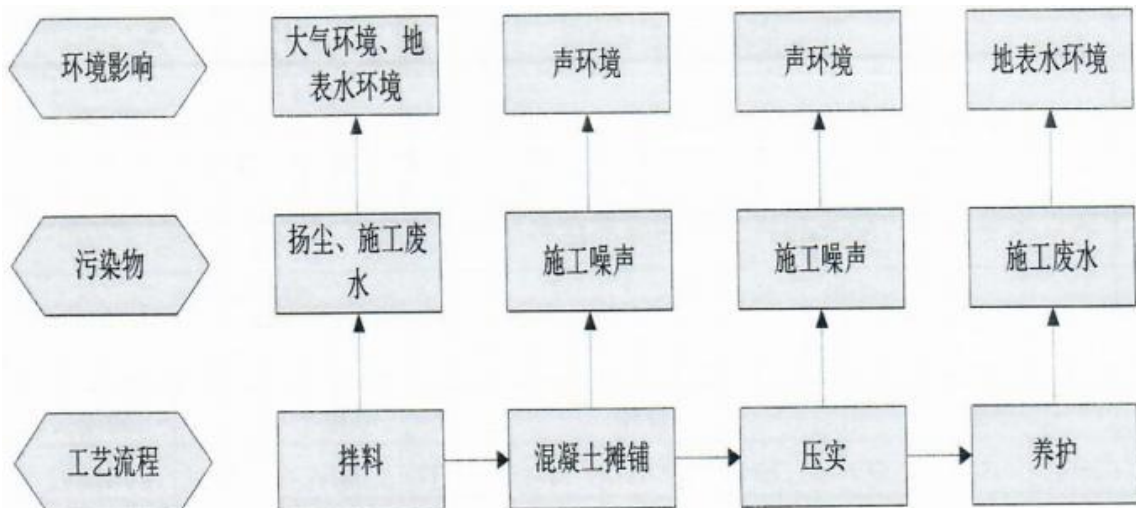 环境影响
大气环境、地
表水环境
声环境
声环境
地表水环境
污染物
扬尘、施工废
水
施工噪声
施工噪声
施工废水
工艺流程
拌料
混凝土摊铺
压实
养护